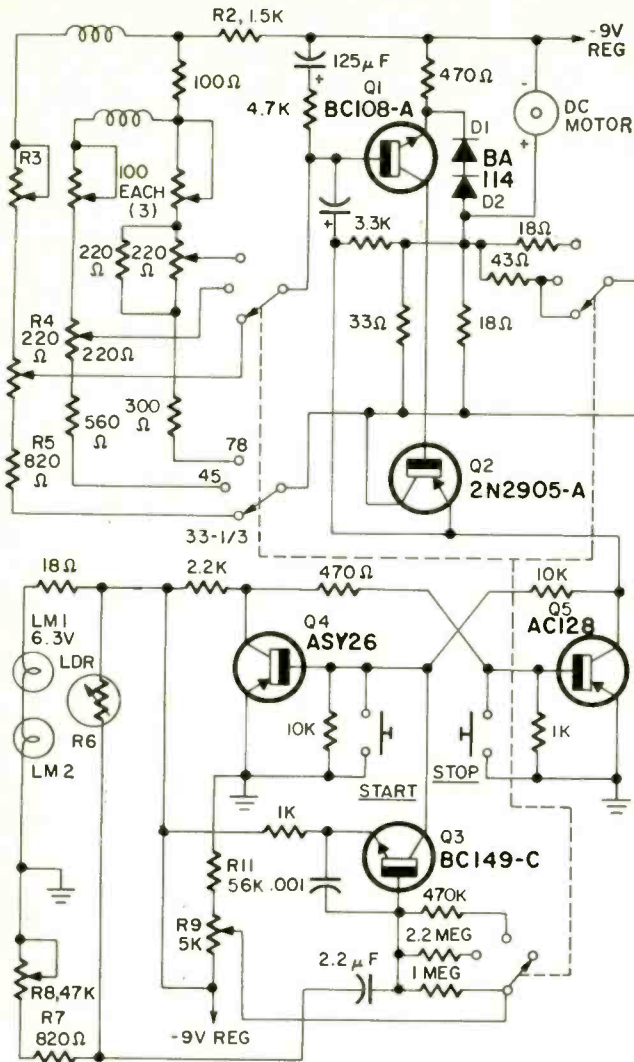 R2, 1.5K
-9V
REG
100Ω
125µF
Q1
BC108-A
470Ω
-
DC
MOTOR
+
4.7K
+
D1
BA
114
D2
R3
100
EACH
(3)
+
3.3K
18Ω
43Ω
220
Ω
220
Ω
R4
220
Ω
220Ω
33Ω
18Ω
560
Ω
300
Ω
R5
820
Ω
78
45
33-1/3
Q2
2N2905-A
18Ω
2.2K
470Ω
10K
LM1
6.3V
Q4
ASY26
Q5
AC128
LDR
R6
LM2
10K
START
STOP
1K
1K
Q3
BC149-C
R11
56K
.001
470K
R9
5K
2.2 MEG
2.2
µF
1 MEG
R8,47K
R7
820Ω
-9V REG